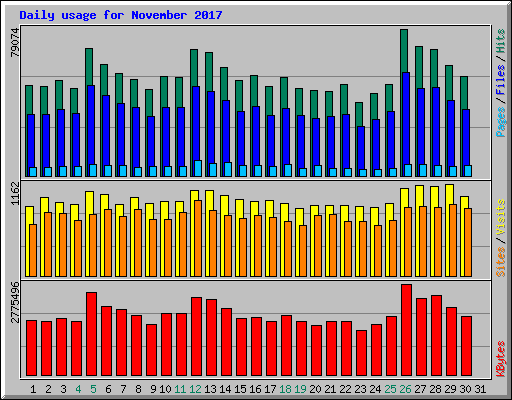 Daily usage for November 2017
79074
Pages/Files/Hits
1162
Sites/Visits
2775496
KBytes
1 2 3 4 5 6 7 8 9 10 11 12 13 14 15 16 17 18 19 20 21 22 23 24 25 26 27 28 29 30 31